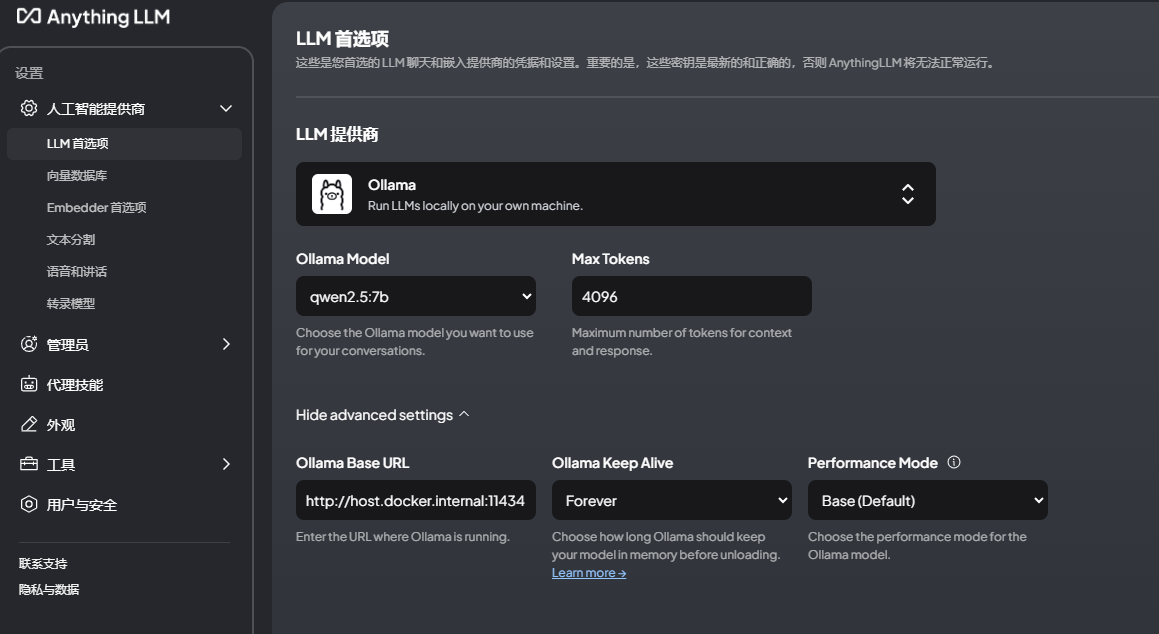 Anything LLM
设置
人工智能提供商
LLM 首选项
向量数据库
Embedder 首选项
文本分割
语音和讲话
转录模型
管理员
代理技能
外观
工具
用户与安全
联系支持
隐私与数据
LLM 首选项
这些是您首选的 LLM 聊天和嵌入提供商的凭据和设置。重要的是，这些密钥是最新的和正确的，否则 AnythingLLM 将无法正常运行。
LLM 提供商
Ollama
Run LLMs locally on your own machine.
Ollama Model
qwen2.5:7b
Choose the Ollama model you want to use
for your conversations.
Max Tokens
4096
Maximum number of tokens for context
and response.
Hide advanced settings
Ollama Base URL
http://host.docker.internal:11434
Enter the URL where Ollama is running.
Ollama Keep Alive
Forever
Choose how long Ollama should keep
your model in memory before unloading.
Learn more →
Performance Mode
Base (Default)
Choose the performance mode for the
Ollama model.